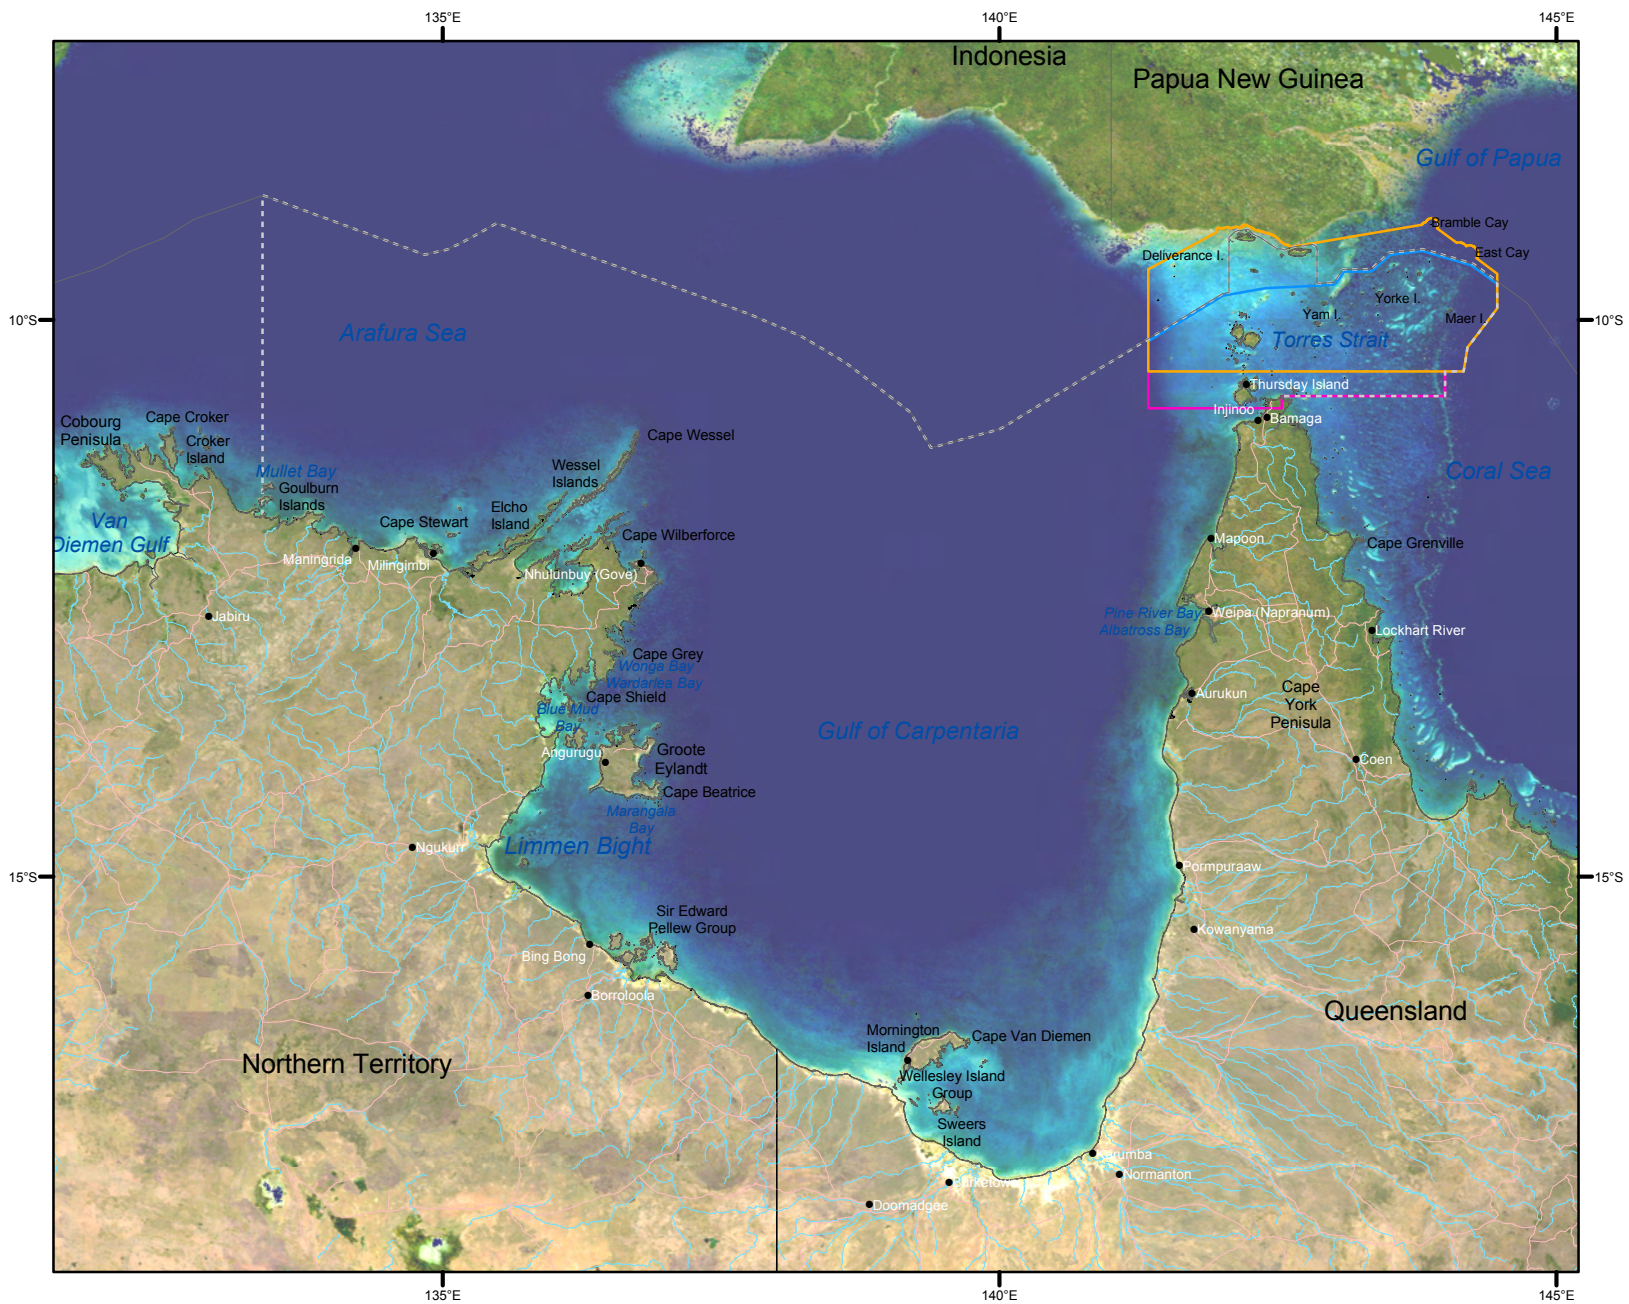 135°E
140°E
145°E
Indonesia
Papua New Guinea
Gulf of Papua
Bramble Cay
East Cay
Deliverance I.
Yorke I.
Yam I.
Maer I.
10°S
10°S
Arafura Sea
Torres Strait
Thursday Island
Injinoo
Bamaga
Cobourg
Penisula
Cape Croker
Croker
Island
Cape Wessel
Mullet Bay
Goulburn
Islands
Wessel
Islands
Coral Sea
Elcho
Island
Cape Stewart
Van
Diemen Gulf
Cape Wilberforce
Mapoon
Cape Grenville
Maningrida
Milingimbi
Nhulunbuy (Gove)
Jabiru
Pine River Bay
Albatross Bay
Weipa (Napranum)
Lockhart River
Cape Grey
Wonga Bay
Wardarlea Bay
Cape Shield
Aurukun
Cape
York
Penisula
Blue Mud
Bay
Gulf of Carpentaria
Angurugu
Groote
Eylandt
Coen
Cape Beatrice
Marangala
Bay
Ngukurr
Limmen Bight
Pormpuraaw
15°S
15°S
Sir Edward
Pellew Group
Kowanyama
Bing Bong
Borroloola
Queensland
Mornington
Island
Cape Van Diemen
Northern Territory
Wellesley Island
Group
Sweers
Island
Karumba
Normanton
Burketown
Doomadgee
135°E
140°E
145°E